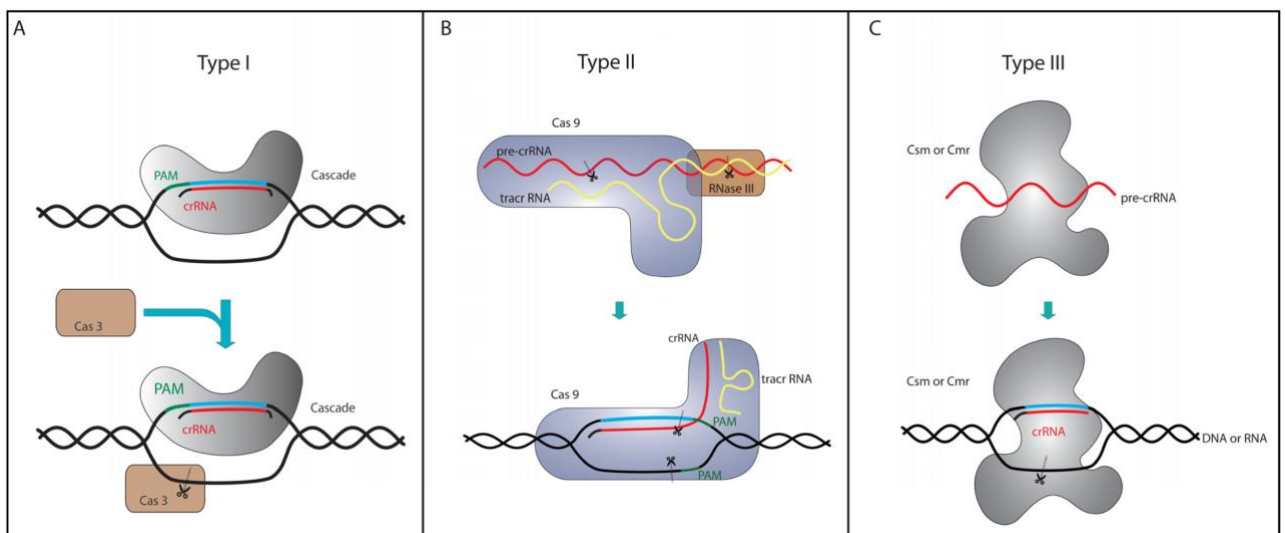 A
Type I
PAM
Cascade
crRNA
Cas 3
PAM
Cascade
crRNA
Cas 3
B
Type II
Cas 9
pre-crRNA
tracr RNA
RNase III
crRNA
tracr RNA
Cas 9
PAM
PAM
C
Type III
Csm or Cmr
pre-crRNA
Csm or Cmr
crRNA
DNA or RNA